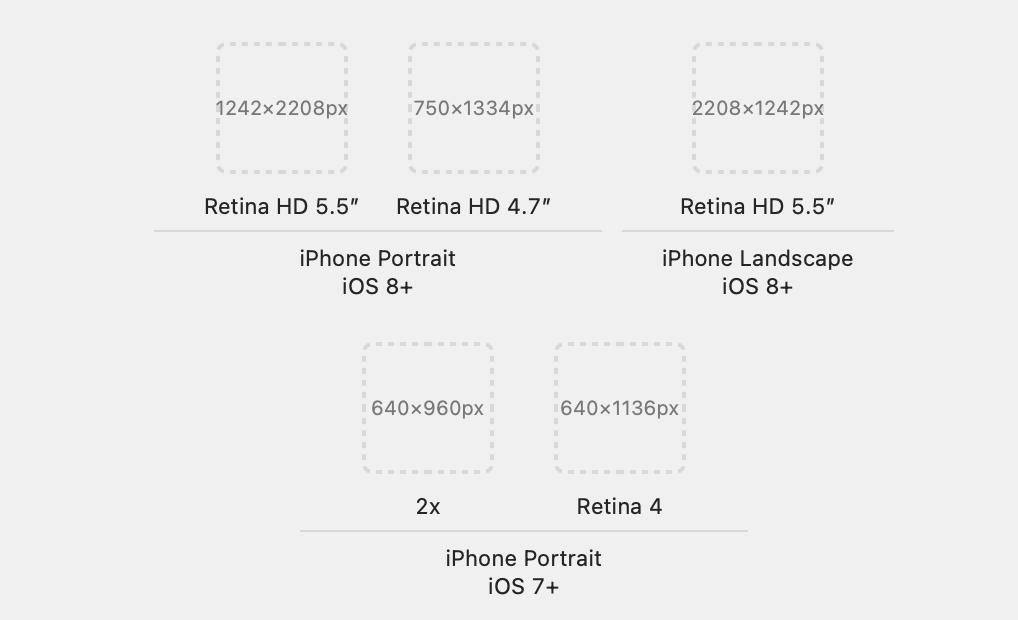 1242×2208px
750×1334px
2208×1242px
Retina HD 5.5″
Retina HD 4.7″
Retina HD 5.5″
iPhone Portrait
iOS 8+
iPhone Landscape
iOS 8+
640×960px
640×1136px
2x
Retina 4
iPhone Portrait
iOS 7+